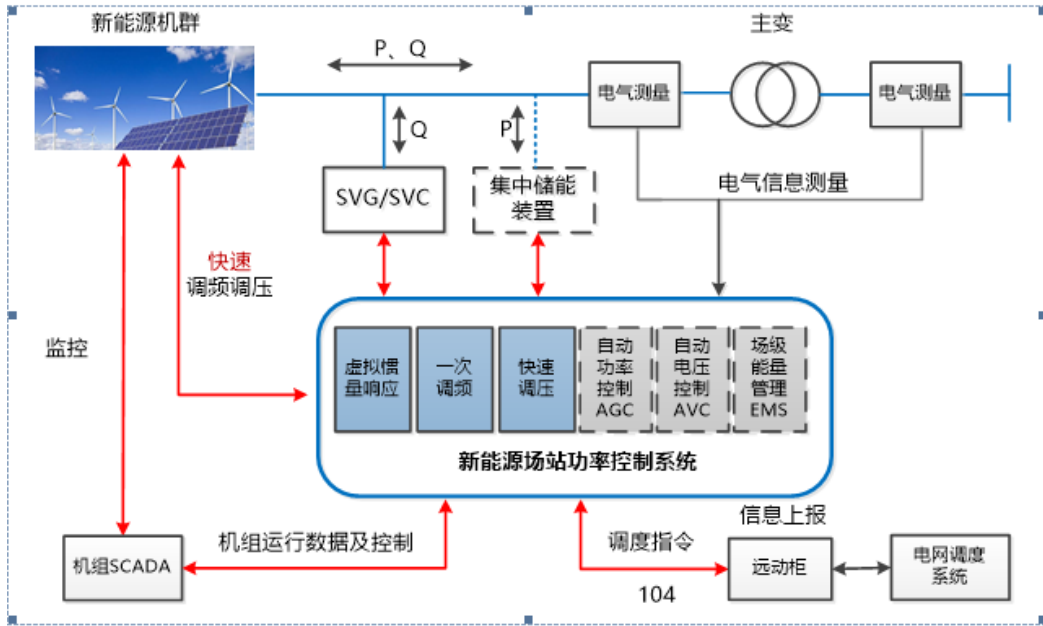 新能源机群
主变
P、Q
电气测量
电气测量
Q
P
SVG/SVC
集中储能
装置
电气信息测量
快速
调频调压
监控
虚拟惯
量响应
一次
调频
快速
调压
自动
功率
控制
AGC
自动
电压
控制
AVC
场级
能量
管理
EMS
新能源场站功率控制系统
信息上报
机组运行数据及控制
调度指令
机组SCADA
远动柜
电网调度
系统
104